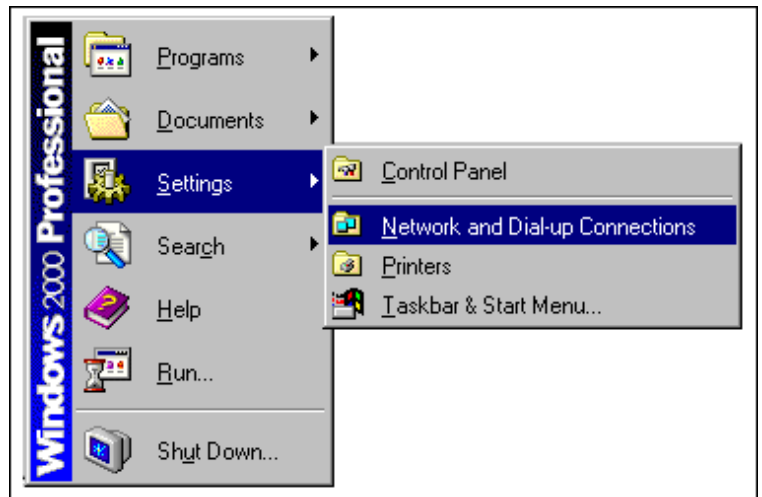 Windows 2000 Professional
Programs
Documents
Settings
Search
Help
Run...
Shut Down...
Control Panel
Network and Dial-up Connections
Printers
Taskbar & Start Menu...